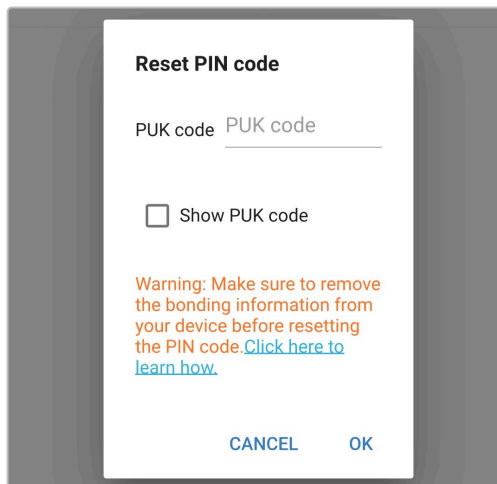 Reset PIN code
PUK code PUK code
Show PUK code
Warning: Make sure to remove
the bonding information from
your device before resetting
the PIN code.Click here to
learn how.
CANCEL OK